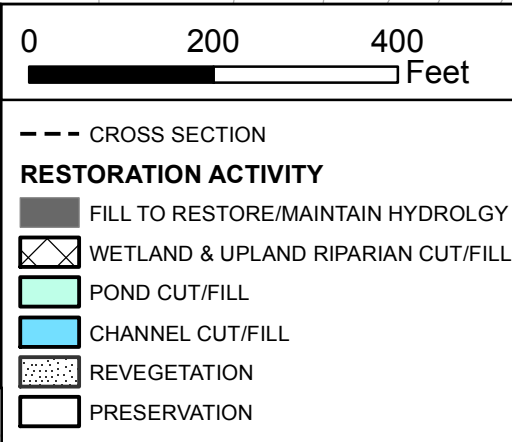 0 200 400
Feet
CROSS SECTION
RESTORATION ACTIVITY
FILL TO RESTORE/MAINTAIN HYDROLGY
WETLAND & UPLAND RIPARIAN CUT/FILL
POND CUT/FILL
CHANNEL CUT/FILL
REVEGETATION
PRESERVATION